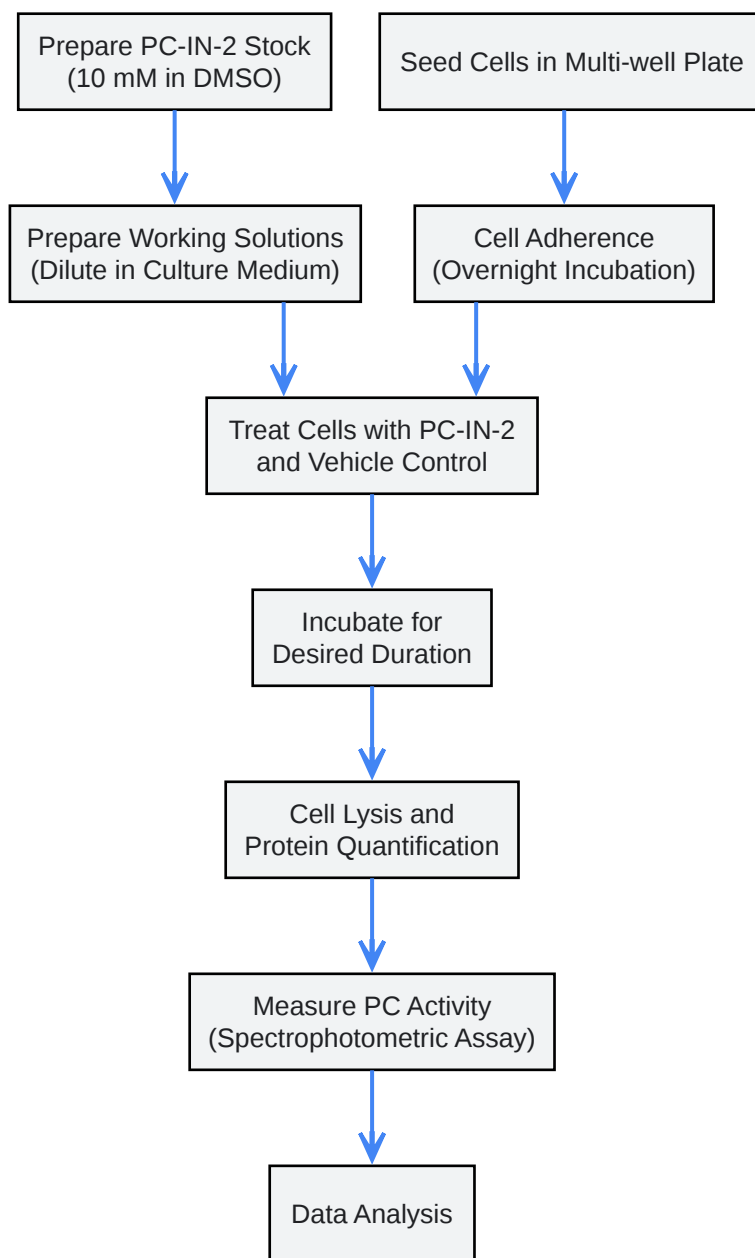 Prepare PC-IN-2 Stock
(10 mM in DMSO)
Seed Cells in Multi-well Plate
Prepare Working Solutions
(Dilute in Culture Medium)
Cell Adherence
(Overnight Incubation)
Treat Cells with PC-IN-2
and Vehicle Control
Incubate for
Desired Duration
Cell Lysis and
Protein Quantification
Measure PC Activity
(Spectrophotometric Assay)
Data Analysis